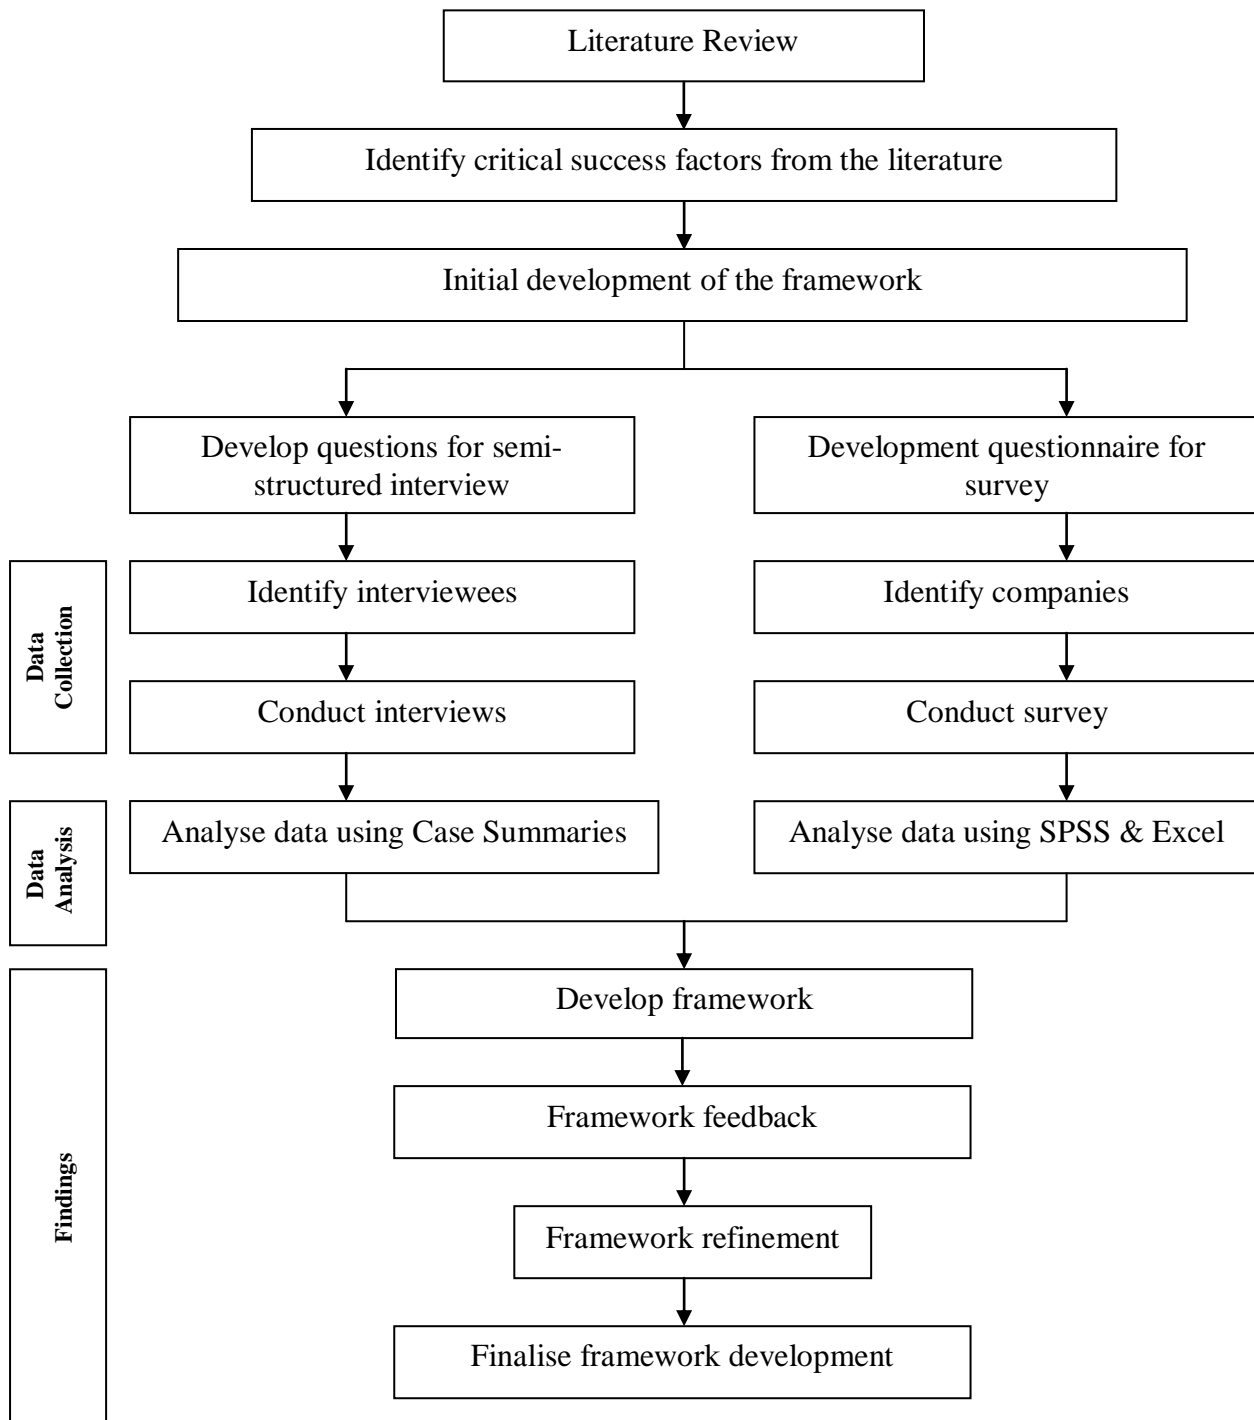 Literature Review
Identify critical success factors from the literature
Initial development of the framework
Develop questions for semi-
structured interview
Development questionnaire for
survey
Data
Collection
Identify interviewees
Identify companies
Conduct interviews
Conduct survey
Data
Analysis
Analyse data using Case Summaries
Analyse data using SPSS & Excel
Findings
Develop framework
Framework feedback
Framework refinement
Finalise framework development